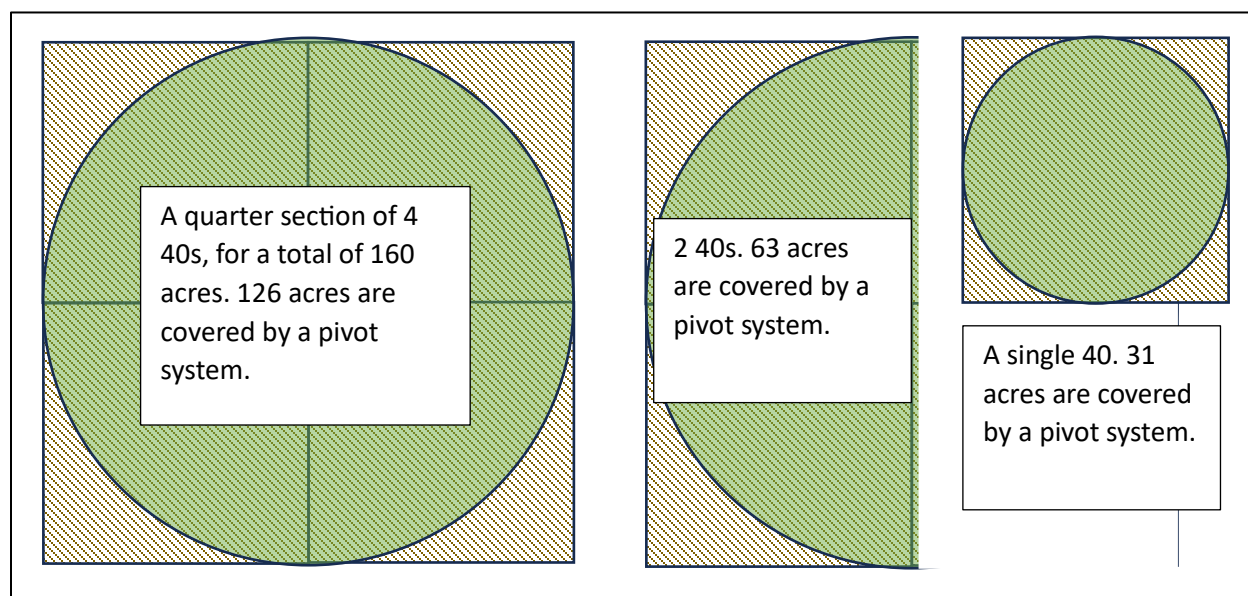 A quarter section of 4
40s, for a total of 160
acres. 126 acres are
covered by a pivot
system.
2 40s. 63 acres
are covered by a
pivot system.
A single 40. 31
acres are covered
by a pivot system.